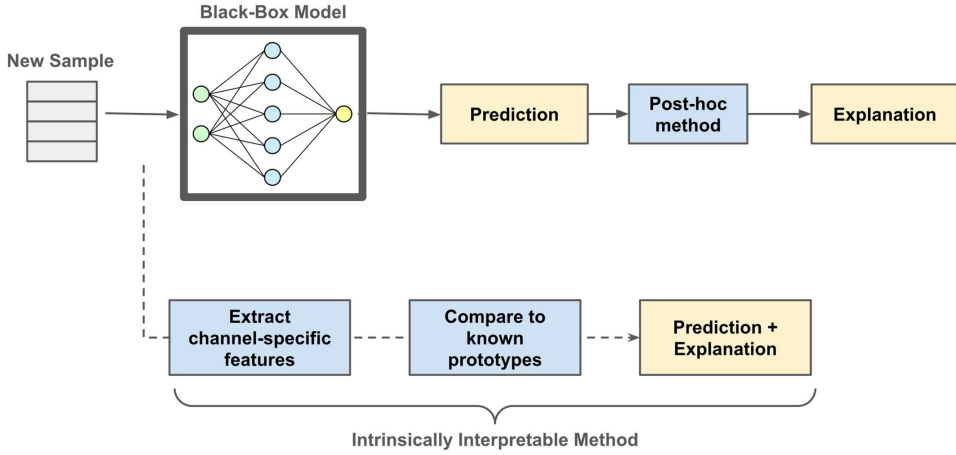 Black-Box Model
New Sample
Prediction
Post-hoc
method
Explanation
Extract
channel-specific
features
Compare to
known
prototypes
Prediction +
Explanation
Intrinsically Interpretable Method